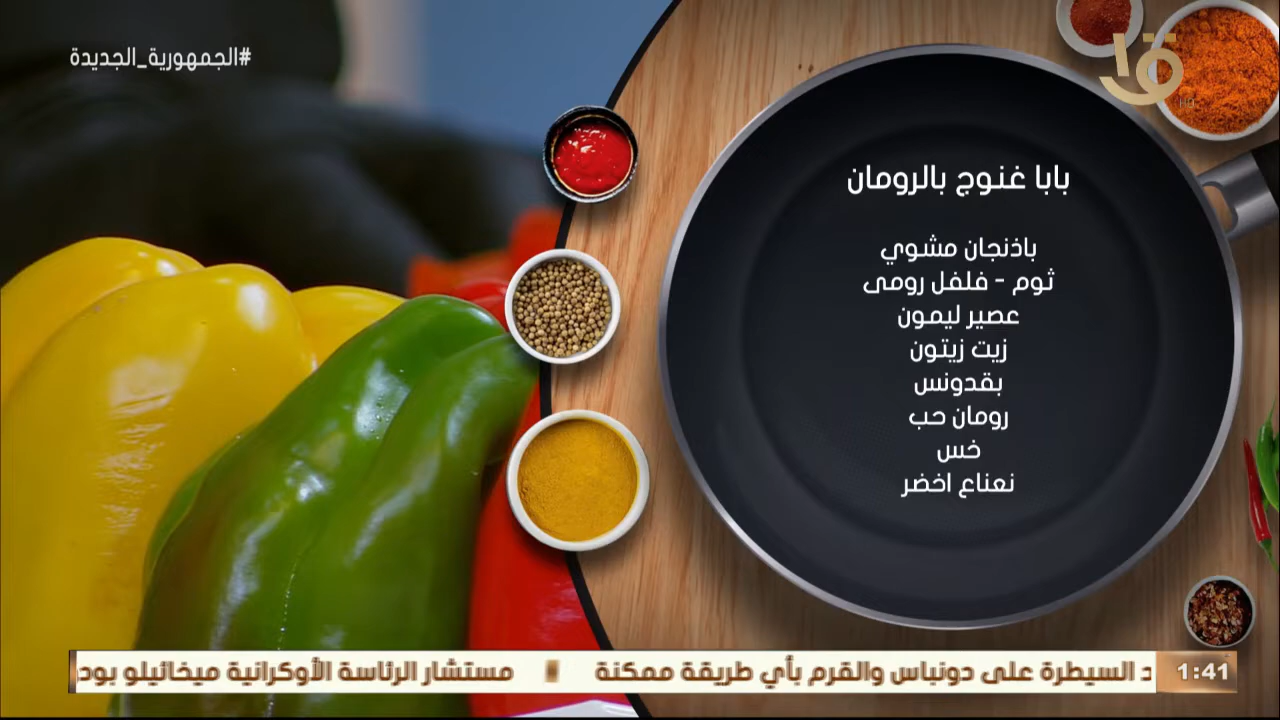 #الجمهورية_الجديدة
بابا غنوج بالرومان
باذنجان مشوي
ثوم - فلفل رومى
عصير ليمون
زيت زيتون
بقدونس
رومان حب
خس
نعناع اخضر
1:41
د السيطرة على دونباس والقرم بأي طريقة ممكنة
مستشار الرئاسة الأوكرانية ميخائيلو بود